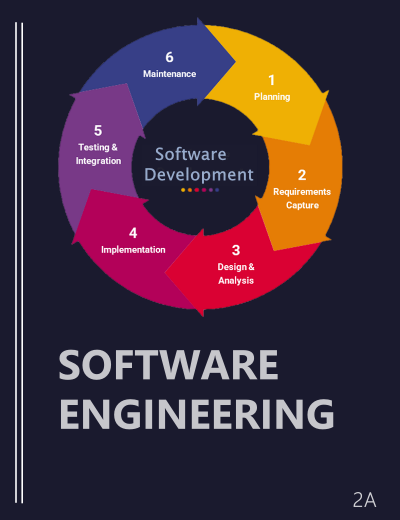 6
Maintenance
1
Planning
5
Testing &
Integration
Software
Development
2
Requirements
Capture
4
Implementation
3
Design &
Analysis
SOFTWARE
ENGINEERING
2A